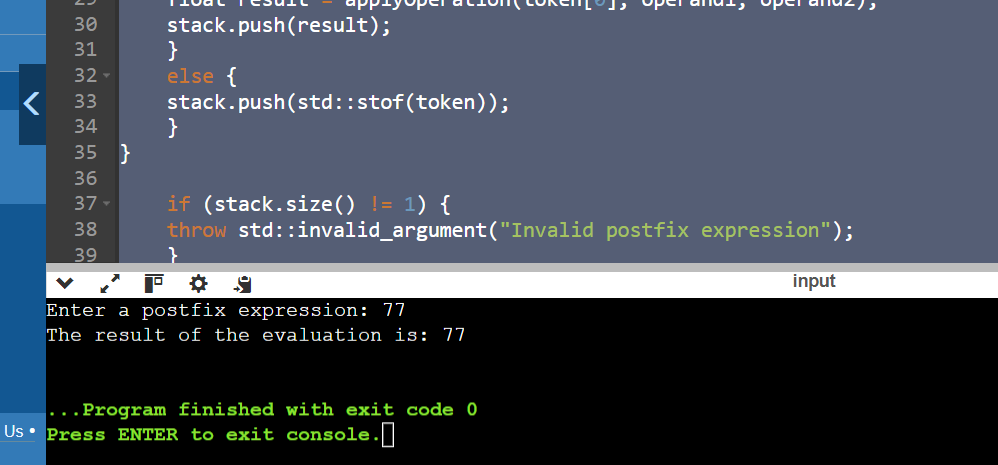 29 float result = applyOperation(token[0], operand1, operand2);
30 stack.push(result);
31 }
32 else {
33 stack.push(std::stof(token));
34 }
35 }
36
37 if (stack.size() != 1) {
38 throw std::invalid_argument("Invalid postfix expression");
39 }
input
Enter a postfix expression: 77
The result of the evaluation is: 77
...Program finished with exit code 0
Us • Press ENTER to exit console.